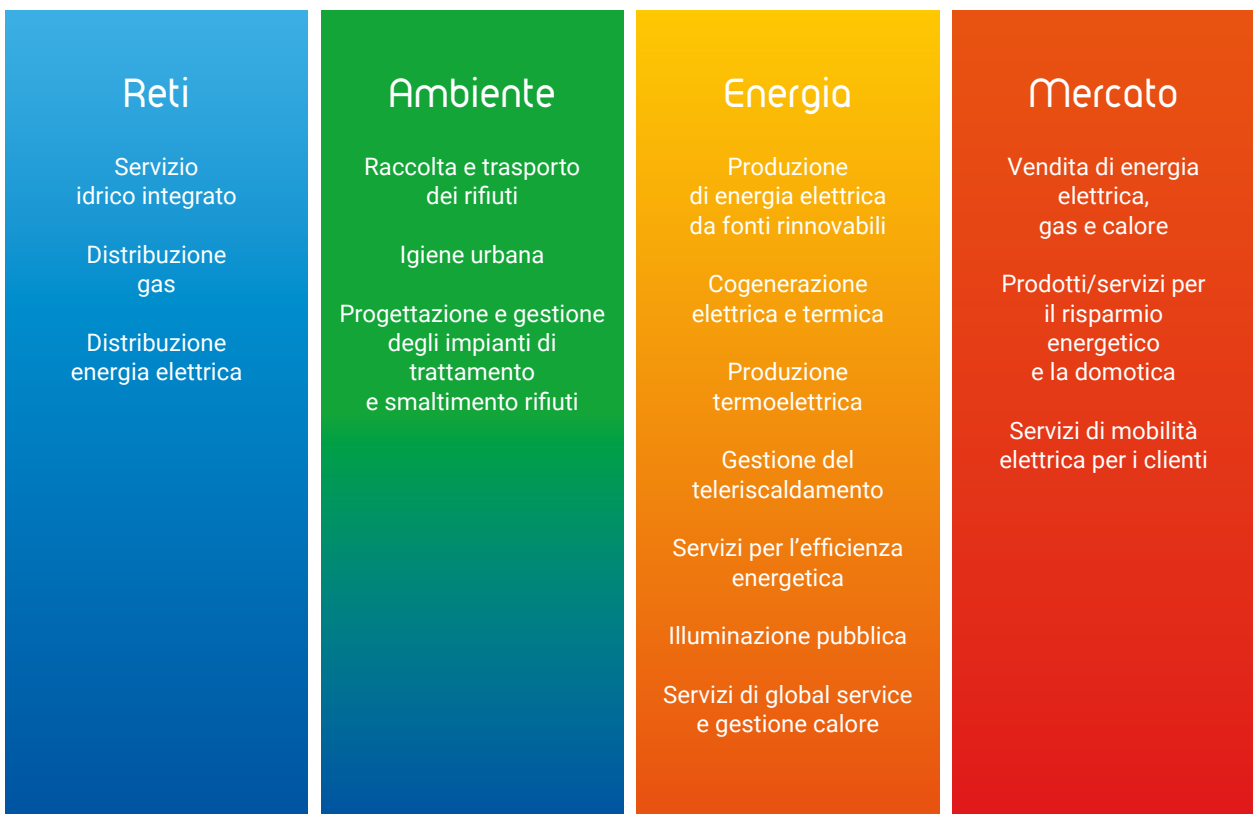 Reti
Servizio
idrico integrato
Distribuzione
gas
Distribuzione
energia elettrica
Ambiente
Raccolta e trasporto
dei rifiuti
Igiene urbana
Progettazione e gestione
degli impianti di
trattamento
e smaltimento rifiuti
Energia
Produzione
di energia elettrica
da fonti rinnovabili
Cogenerazione
elettrica e termica
Produzione
termoelettrica
Gestione del
teleriscaldamento
Servizi per l’efficienza
energetica
Illuminazione pubblica
Servizi di global service
e gestione calore
Mercato
Vendita di energia
elettrica,
gas e calore
Prodotti/servizi per
il risparmio
energetico
e la domotica
Servizi di mobilità
elettrica per i clienti